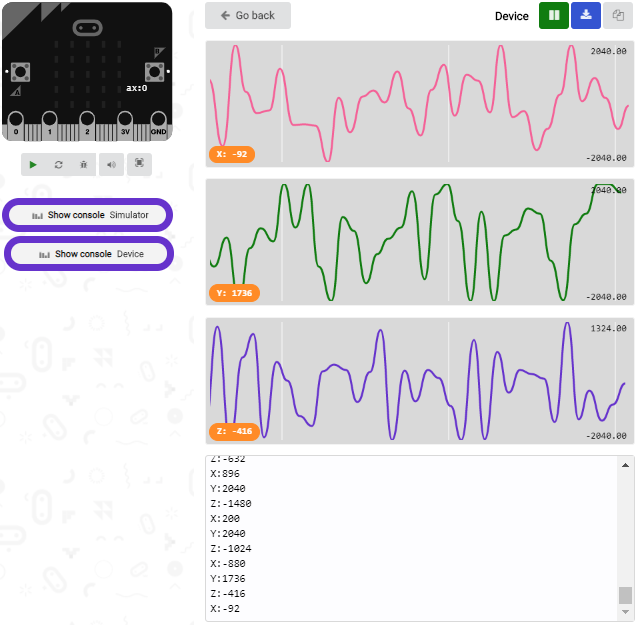 Go back
Device
B
A
ax:0
0
1
2
3V
GND
2040.00
-2040.00
X: -92
Show console Simulator
Show console Device
2040.00
-2040.00
Y: 1736
1324.00
-2040.00
Z: -416
Z:-632
X:896
Y:2040
Z:-1480
X:200
Y:2040
Z:-1024
X:-880
Y:1736
Z:-416
X:-92